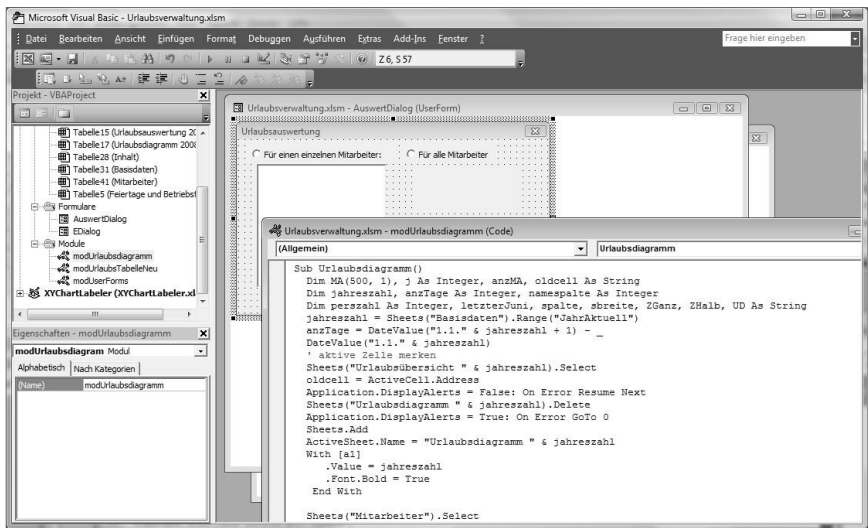 Microsoft Visual Basic - Urlaubsverwaltung.xlsm
Datei Bearbeiten Ansicht Einfügen Format Debuggen Ausführen Extras Add-Ins Fenster ?
Frage hier eingeben
Z 6, S 57
Projekt - VBAProject
Tabelle15 (Urlaubsauswertung 20
Tabelle17 (Urlaubsdiagramm 2008
Tabelle28 (Inhalt)
Tabelle31 (Basisdaten)
Tabelle41 (Mitarbeiter)
Tabelle5 (Feiertage und Betriebsf
Formulare
AuswertDialog
EDialog
Module
modUrlaubsdiagramm
modUrlaubsTabelleNeu
modUserForms
XYChartLabeler (XYChartLabeler.xl
Eigenschaften - modUrlaubsdiagramm
modUrlaubsdiagram Modul
Alphabetisch Nach Kategorien
(Name) modUrlaubsdiagramm
Urlaubsverwaltung.xlsm - AuswertDialog (UserForm)
Urlaubsauswertung
Für einen einzelnen Mitarbeiter: Für alle Mitarbeiter
Urlaubsverwaltung.xlsm - modUrlaubsdiagramm (Code)
(Allgemein) Urlaubsdiagramm
Sub Urlaubsdiagramm()
Dim MA(500, 1), j As Integer, anzMA, oldcell As String
Dim jahreszahl, anzTage As Integer, namespalte As Integer
Dim perszahl As Integer, letzterJuni, spalte, sbreite, ZGanz, ZHalb, UD As String
jahreszahl = Sheets("Basisdaten").Range("JahrAktuell")
anzTage = DateValue("1.1." & jahreszahl + 1) - _
DateValue("1.1." & jahreszahl)
' aktive Zelle merken
Sheets("Urlaubsübersicht " & jahreszahl).Select
oldcell = ActiveCell.Address
Application.DisplayAlerts = False: On Error Resume Next
Sheets("Urlaubsdiagramm " & jahreszahl).Delete
Application.DisplayAlerts = True: On Error GoTo 0
Sheets.Add
ActiveSheet.Name = "Urlaubsdiagramm " & jahreszahl
With [a1]
.Value = jahreszahl
.Font.Bold = True
End With
Sheets("Mitarbeiter").Select